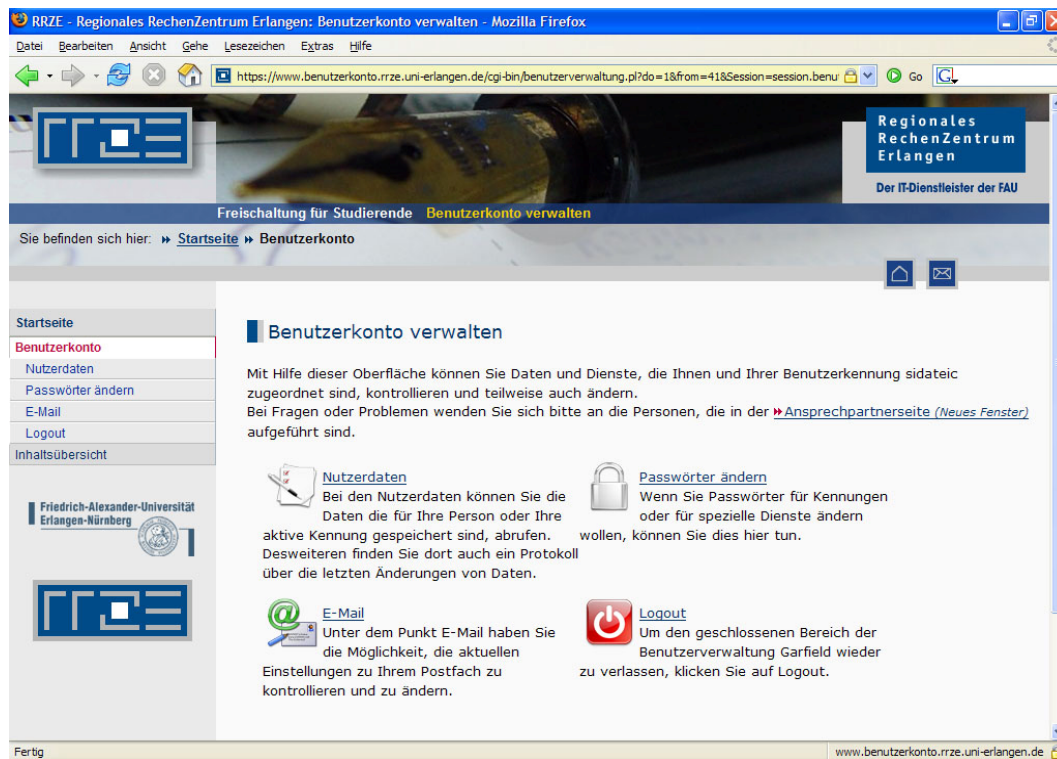 RRZE - Regionales RechenZentrum Erlangen: Benutzerkonto verwalten - Mozilla Firefox
Datei Bearbeiten Ansicht Gehe Lesezeichen Extras Hilfe
https://www.benutzerkonto.rrze.uni-erlangen.de/cgi-bin/benutzerverwaltung.pl?do=1&from=41&Session=session.benu Go G
rrze
Regionales
RechenZentrum
Erlangen
Der IT-Dienstleister der FAU
Freischaltung für Studierende Benutzerkonto verwalten
Sie befinden sich hier: » Startseite » Benutzerkonto
Startseite
Benutzerkonto
Nutzerdaten
Passwörter ändern
E-Mail
Logout
Inhaltsübersicht
Friedrich-Alexander-Universität
Erlangen-Nürnberg
rrze
Benutzerkonto verwalten
Mit Hilfe dieser Oberfläche können Sie Daten und Dienste, die Ihnen und Ihrer Benutzerkennung sidateic
zugeordnet sind, kontrollieren und teilweise auch ändern.
Bei Fragen oder Problemen wenden Sie sich bitte an die Personen, die in der »Ansprechpartnerseite (Neues Fenster)
aufgeführt sind.
Nutzerdaten
Bei den Nutzerdaten können Sie die
Daten die für Ihre Person oder Ihre
aktive Kennung gespeichert sind, abrufen.
Desweiteren finden Sie dort auch ein Protokoll
über die letzten Änderungen von Daten.
Passwörter ändern
Wenn Sie Passwörter für Kennungen
oder für spezielle Dienste ändern
wollen, können Sie dies hier tun.
E-Mail
Unter dem Punkt E-Mail haben Sie
die Möglichkeit, die aktuellen
Einstellungen zu Ihrem Postfach zu
kontrollieren und zu ändern.
Logout
Um den geschlossenen Bereich der
Benutzerverwaltung Garfield wieder
zu verlassen, klicken Sie auf Logout.
Fertig
www.benutzerkonto.rrze.uni-erlangen.de